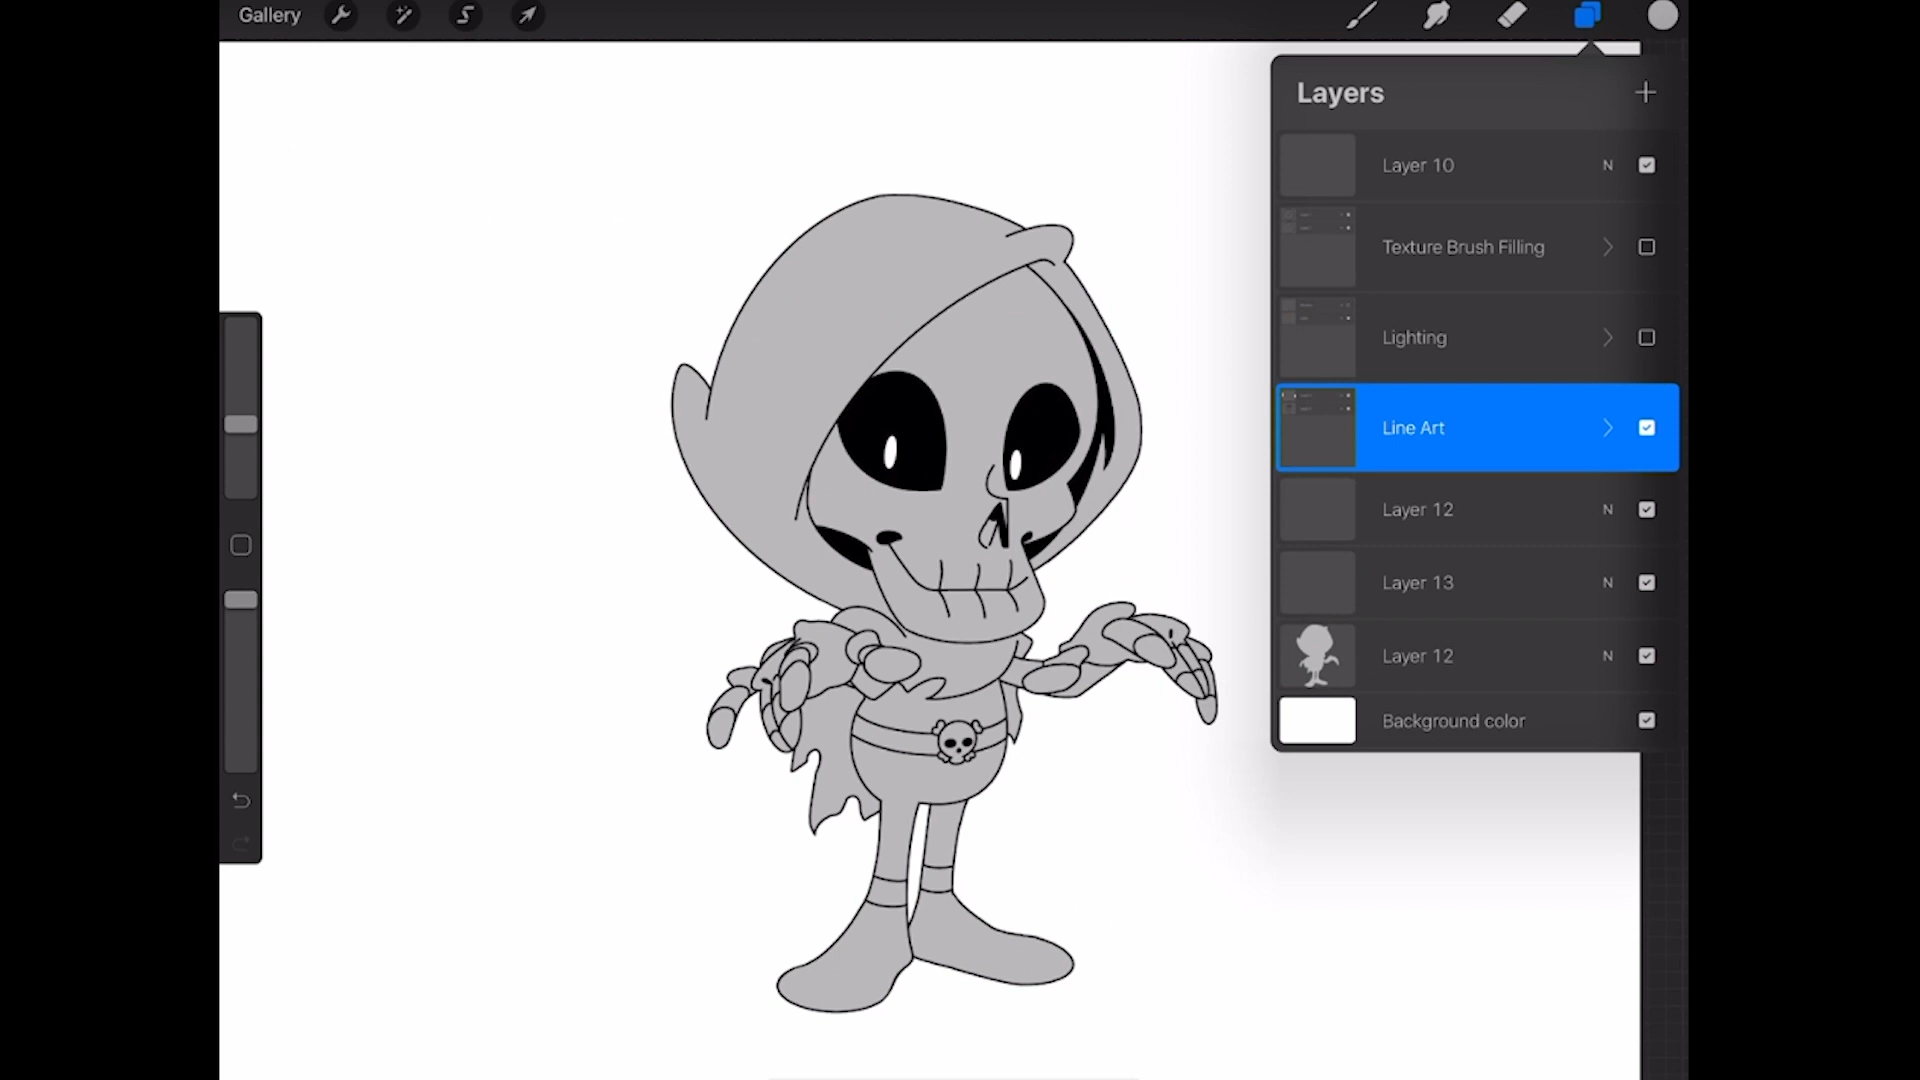 Gallery
Layers
Layer 10 N
Texture Brush Filling
Lighting
Line Art
Layer 12 N
Layer 13 N
Layer 12 N
Background color